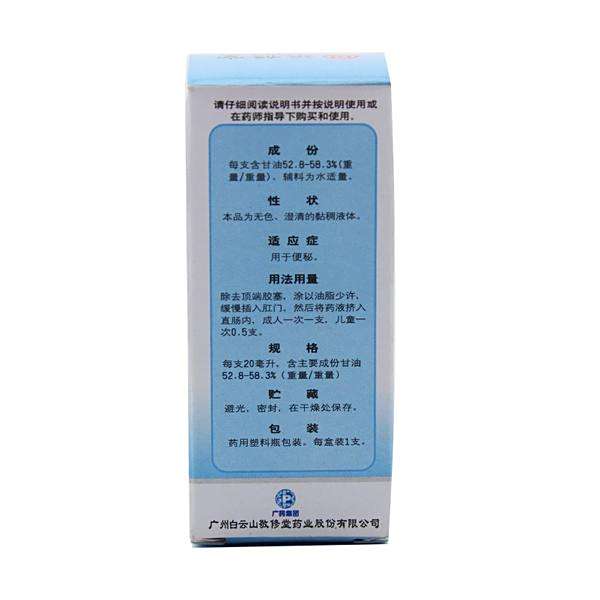 请仔细阅读说明书并按说明使用或
在药师指导下购买和使用。
成 份
每支含甘油52.8-58.3%(重
量/重量)。辅料为水适量。
性 状
本品为无色、澄清的黏稠液体。
适应症
用于便秘。
用法用量
除去顶端胶塞，涂以油脂少许，
缓慢插入肛门，然后将药液挤入
直肠内，成人一次一支，儿童一
次0.5支。
规 格
每支20毫升，含主要成份甘油
52.8-58.3%（重量/重量）
贮 藏
避光，密封，在干燥处保存。
包 装
药用塑料瓶包装。每盒装1支。
广药集团
广州白云山敬修堂药业股份有限公司